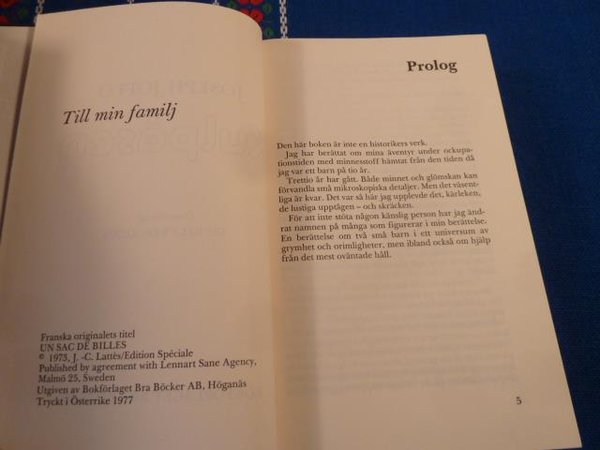 Till min familj
Franska originalets titel
UN SAC DE BILLES
© 1973, J. -C. Lattès/Edition Spéciale
Published by agreement with Lennart Sane Agency,
Malmö 25, Sweden
Utgiven av Bokförlaget Bra Böcker AB, Höganäs
Tryckt i Österrike 1977
Prolog
Den här boken är inte en historikers verk.
Jag har berättat om mina äventyr under ockupa-
tionstiden med minnesstoff hämtat från den tiden då
jag var ett barn på tio år.
Trettio år har gått. Både minnet och glömskan kan
förvandla små mikroskopiska detaljer. Men det väsent-
liga är kvar. Det var så här jag upplevde det, kärleken,
de lustiga upptågen – och skräcken.
För att inte stöta någon känslig person har jag änd-
rat namnen på många som figurerar i min berättelse.
En berättelse om två små barn i ett universum av
grymhet och orimligheter, men ibland också om hjälp
från det mest oväntade håll.
5